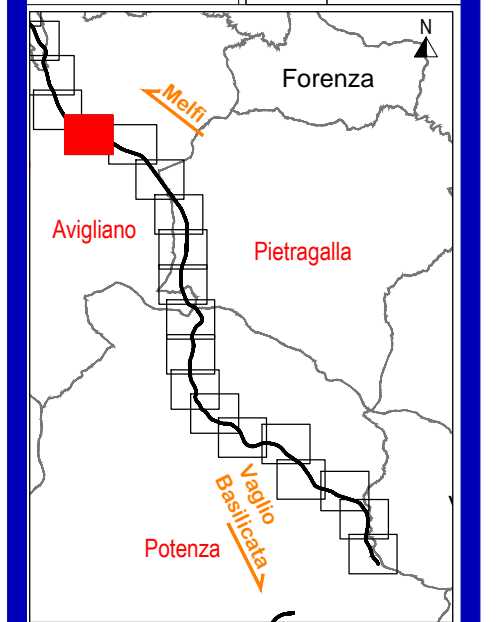 N
Forenza
Melfi
Avigliano
Pietragalla
Vaglio
Basilicata
Potenza